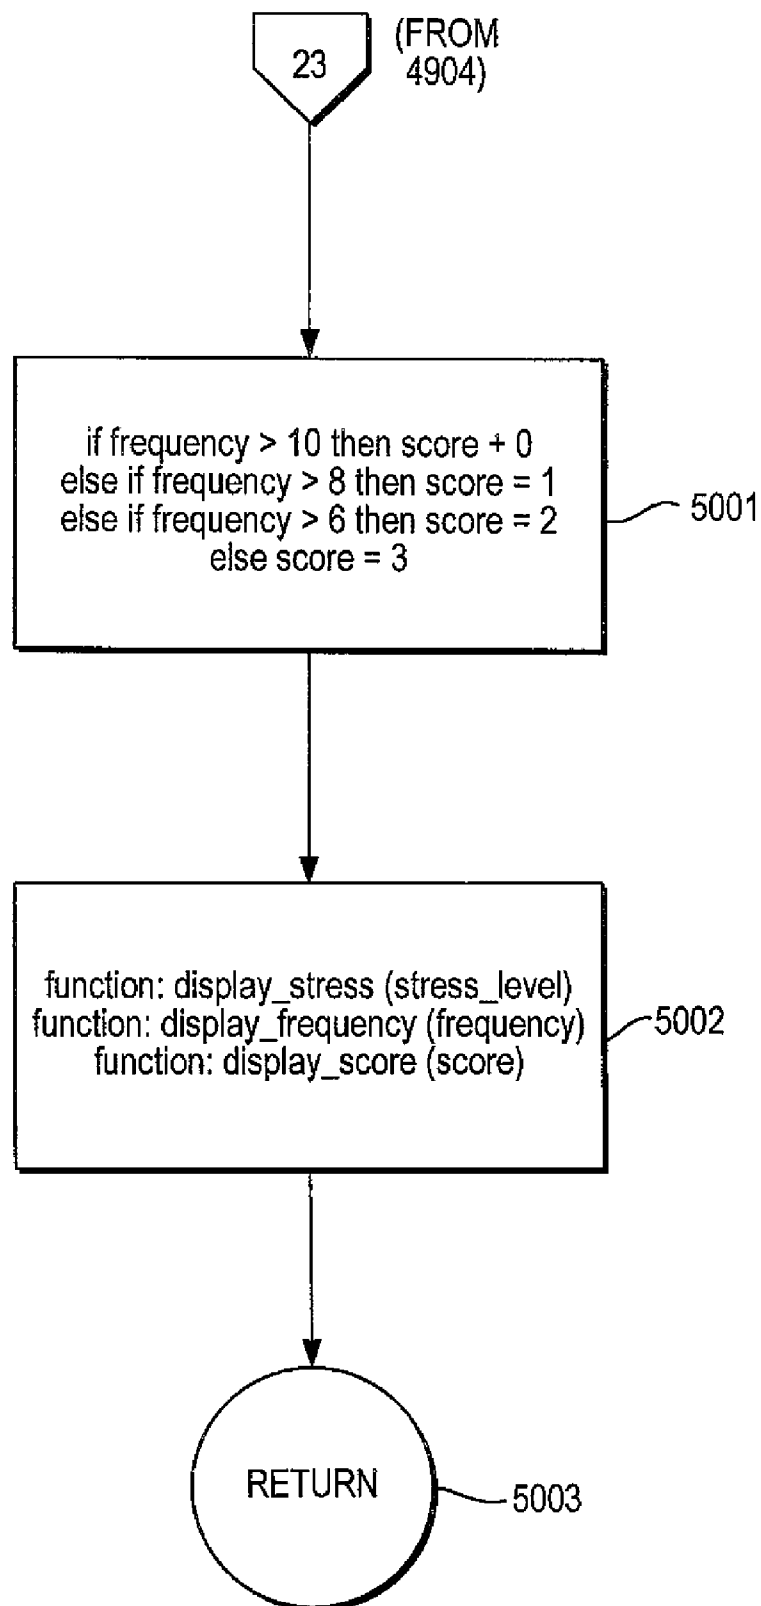 23
(FROM
4904)
if frequency > 10 then score + 0
else if frequency > 8 then score = 1
else if frequency > 6 then score = 2
else score = 3
5001
function: display_stress (stress_level)
function: display_frequency (frequency)
function: display_score (score)
5002
RETURN
5003